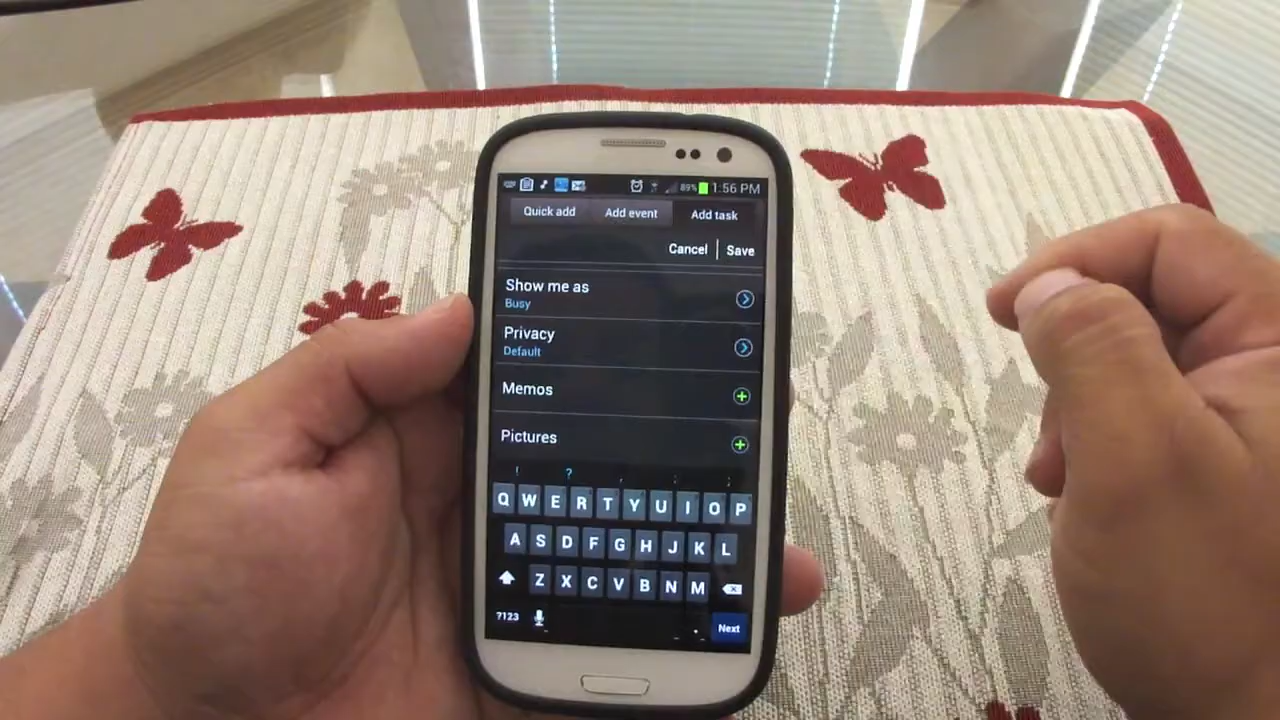 89% 1:56 PM
Quick add Add event Add task
Cancel Save
Show me as
Busy
Privacy
Default
Memos
Pictures
! ? , . ;
Q W E R T Y U I O P
A S D F G H J K L
Z X C V B N M
?123 . Next